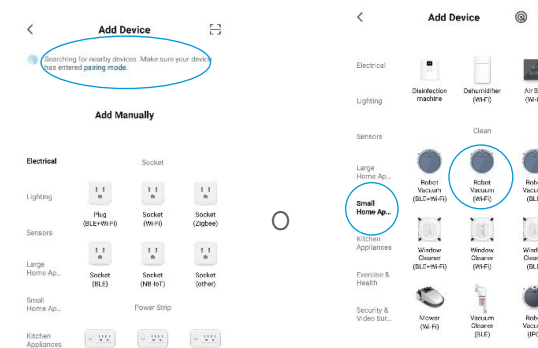 Add Device
Searching for nearby devices. Make sure your device
has entered pairing mode.
Add Manually
Electrical
Lighting
Sensors
Large
Home Ap...
Small
Home Ap...
Kitchen
Appliances
Socket
Plug
(BLE+Wi-Fi)
Socket
(Wi-Fi)
Socket
(Zigbee)
Socket
(BLE)
Socket
(NB-IoT)
Socket
(other)
Power Strip
Add Device
Electrical
Lighting
Sensors
Large
Home Ap...
Small
Home Ap...
Kitchen
Appliances
Exercise &
Health
Security &
Video Sur...
Disinfection
machine
Dehumidifier
(Wi-Fi)
Clean
Robot
Vacuum
(BLE+Wi-Fi)
Robot
Vacuum
(Wi-Fi)
Window
Cleaner
(BLE+Wi-Fi)
Window
Cleaner
(Wi-Fi)
Mower
(Wi-Fi)
Vacuum
Cleaner
(BLE)